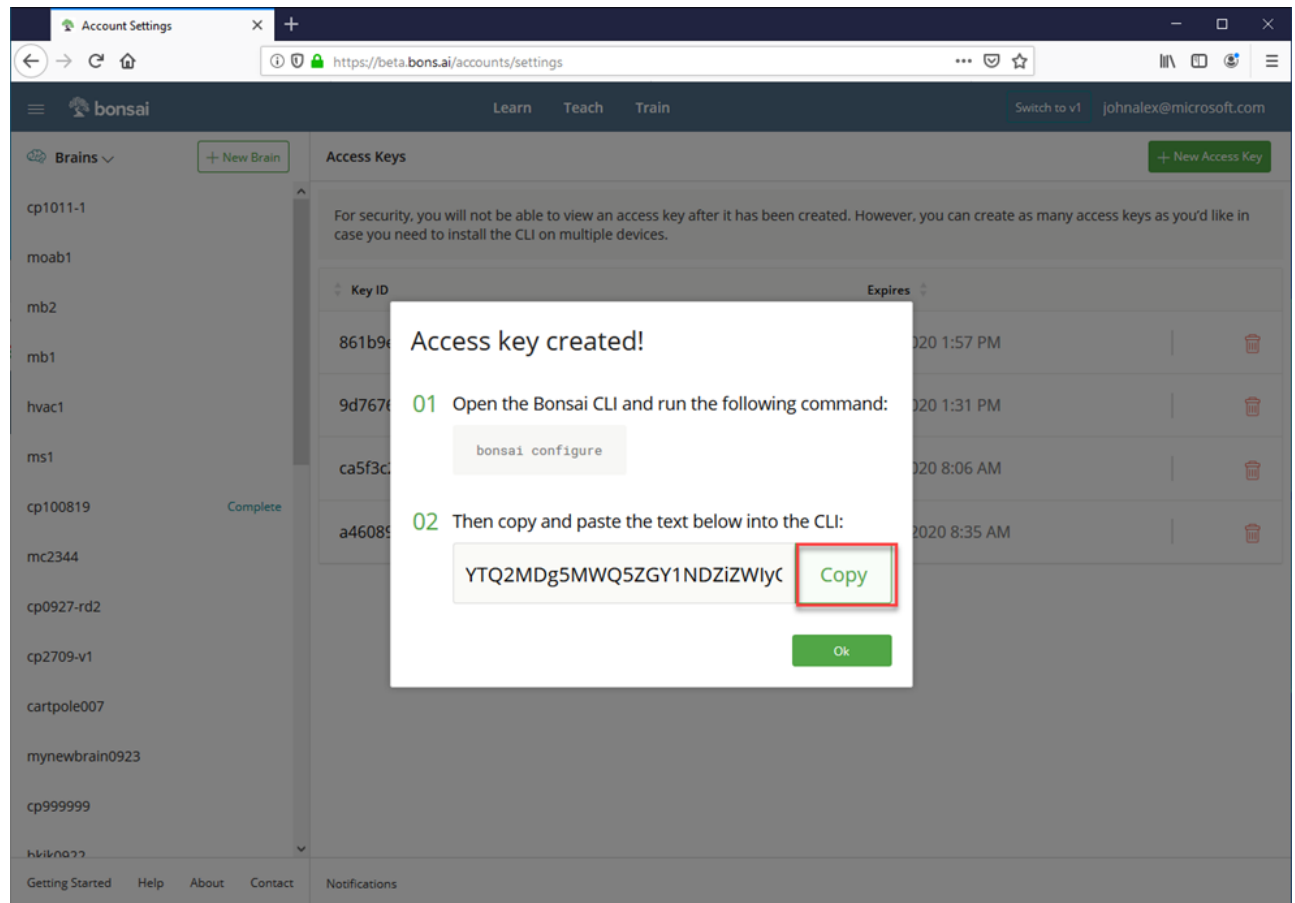 Account Settings
https://beta.bons.ai/accounts/settings
bonsai
Learn Teach Train
Switch to v1 johnalex@microsoft.com
Brains
+ New Brain
Access Keys
+ New Access Key
cp1011-1
moab1
mb2
mb1
hvac1
ms1
cp100819 Complete
mc2344
cp0927-rd2
cp2709-v1
cartpole007
mynewbrain0923
cp999999
For security, you will not be able to view an access key after it has been created. However, you can create as many access keys as you'd like in
case you need to install the CLI on multiple devices.
Key ID Expires
861b9e 020 1:57 PM
9d7676 020 1:31 PM
ca5f3c 020 8:06 AM
a46089 2020 8:35 AM
Access key created!
01 Open the Bonsai CLI and run the following command:
bonsai configure
02 Then copy and paste the text below into the CLI:
YTQ2MDg5MWQ5ZGY1NDZiZWIy
Copy
Ok
Getting Started Help About Contact
Notifications